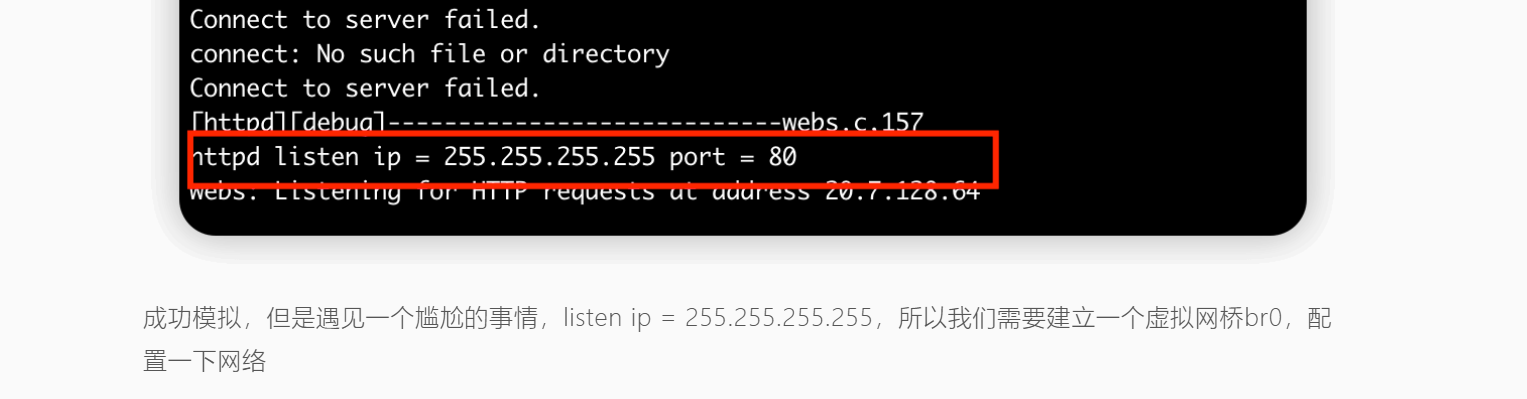 Connect to server failed.
connect: No such file or directory
Connect to server failed.
[httpd][debug]----------------------------webs.c,157
httpd listen ip = 255.255.255.255 port = 80
webs: Listening for HTTP requests at address 20.7.128.64
成功模拟，但是遇见一个尴尬的事情，listen ip = 255.255.255.255，所以我们需要建立一个虚拟网桥br0，配
置一下网络